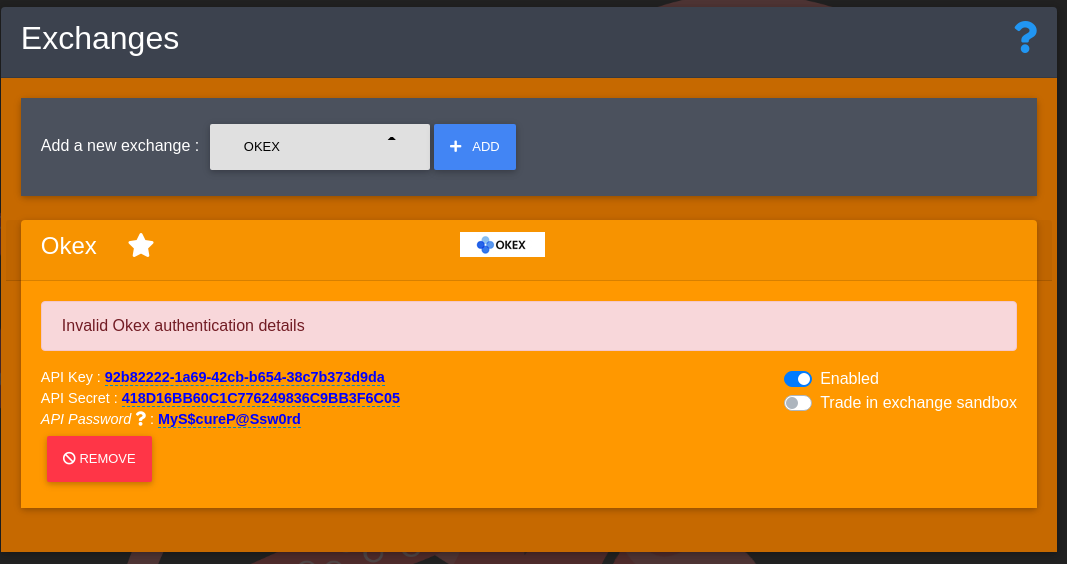 Exchanges
Add a new exchange : OKEX ADD
Okex OKEX
Invalid Okex authentication details
API Key : 92b82222-1a69-42cb-b654-38c7b373d9da
Enabled
API Secret : 418D16BB60C1C776249836C9BB3F6C05
Trade in exchange sandbox
API Password ? : MyS$cureP@Ssw0rd
REMOVE